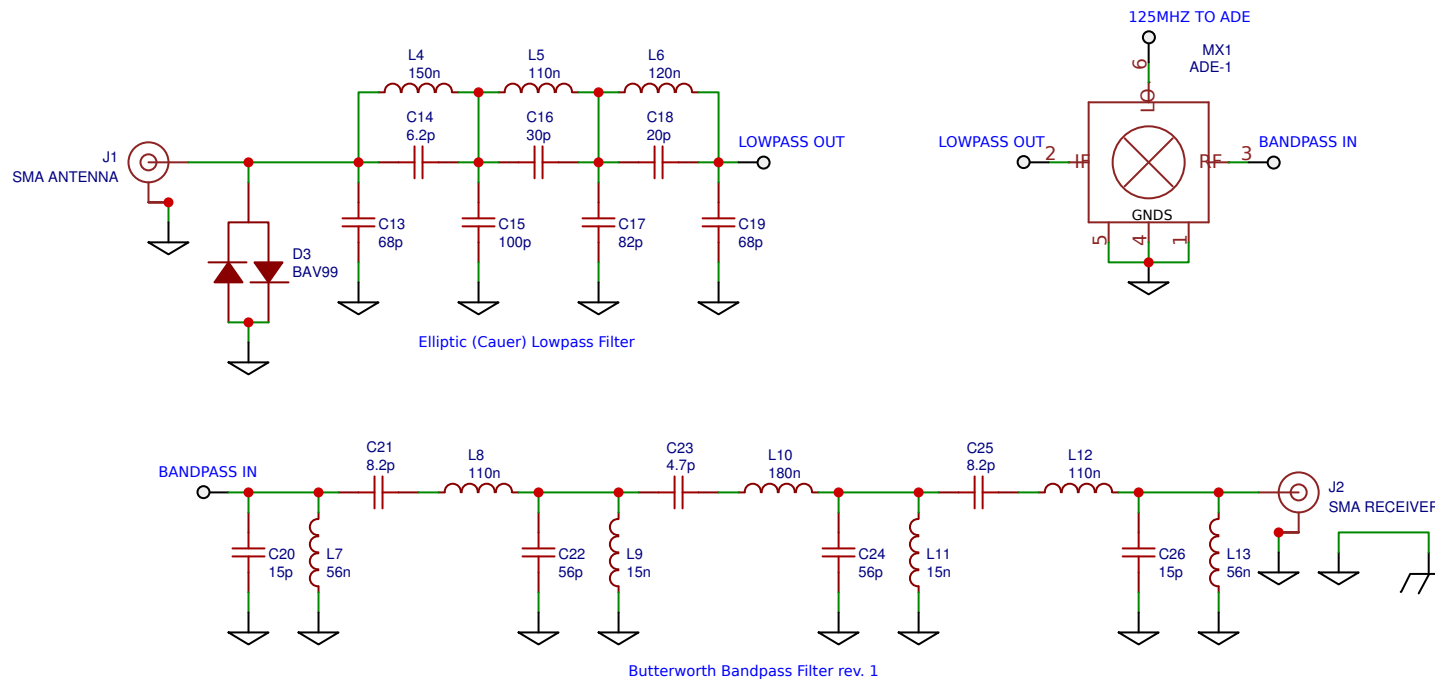 125MHZ TO ADE
MX1
ADE-1
6
LO
L4
150n
L5
110n
L6
120n
C14
6.2p
C16
30p
C18
20p
J1
SMA ANTENNA
LOWPASS OUT
LOWPASS OUT
2
IF
RF
3
BANDPASS IN
GNDS
5
4
1
C13
68p
C15
100p
C17
82p
C19
68p
D3
BAV99
Elliptic (Cauer) Lowpass Filter
BANDPASS IN
C21
8.2p
L8
110n
C23
4.7p
L10
180n
C25
8.2p
L12
110n
J2
SMA RECEIVER
C20
15p
L7
56n
C22
56p
L9
15n
C24
56p
L11
15n
C26
15p
L13
56n
Butterworth Bandpass Filter rev. 1